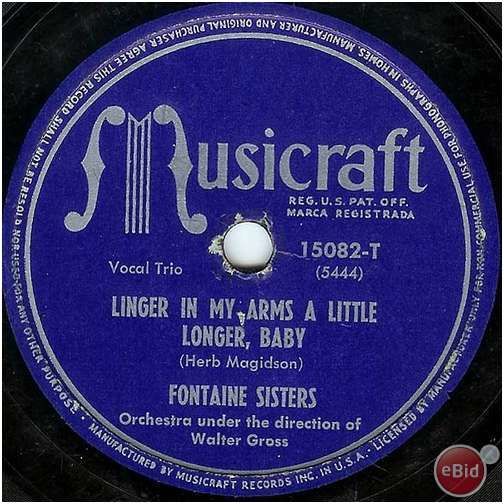 Musicraft
REG. U.S. PAT. OFF.
MARCA REGISTRADA
15082-T
(5444)
Vocal Trio
LINGER IN MY ARMS A LITTLE
LONGER, BABY
(Herb Magidson)
FONTAINE SISTERS
Orchestra under the direction of
Walter Gross
MANUFACTURER AND ORIGINAL PURCHASER AGREE THIS RECORD SHALL NOT BE RESOLD NOR USED FOR ANY OTHER PURPOSE
MANUFACTURED BY MUSICRAFT RECORDS INC. IN U.S.A. - LICENSED BY MANUFACTURER ONLY FOR NON-COMMERCIAL USE FOR PHONOGRAPHS IN HOMES.
eBid